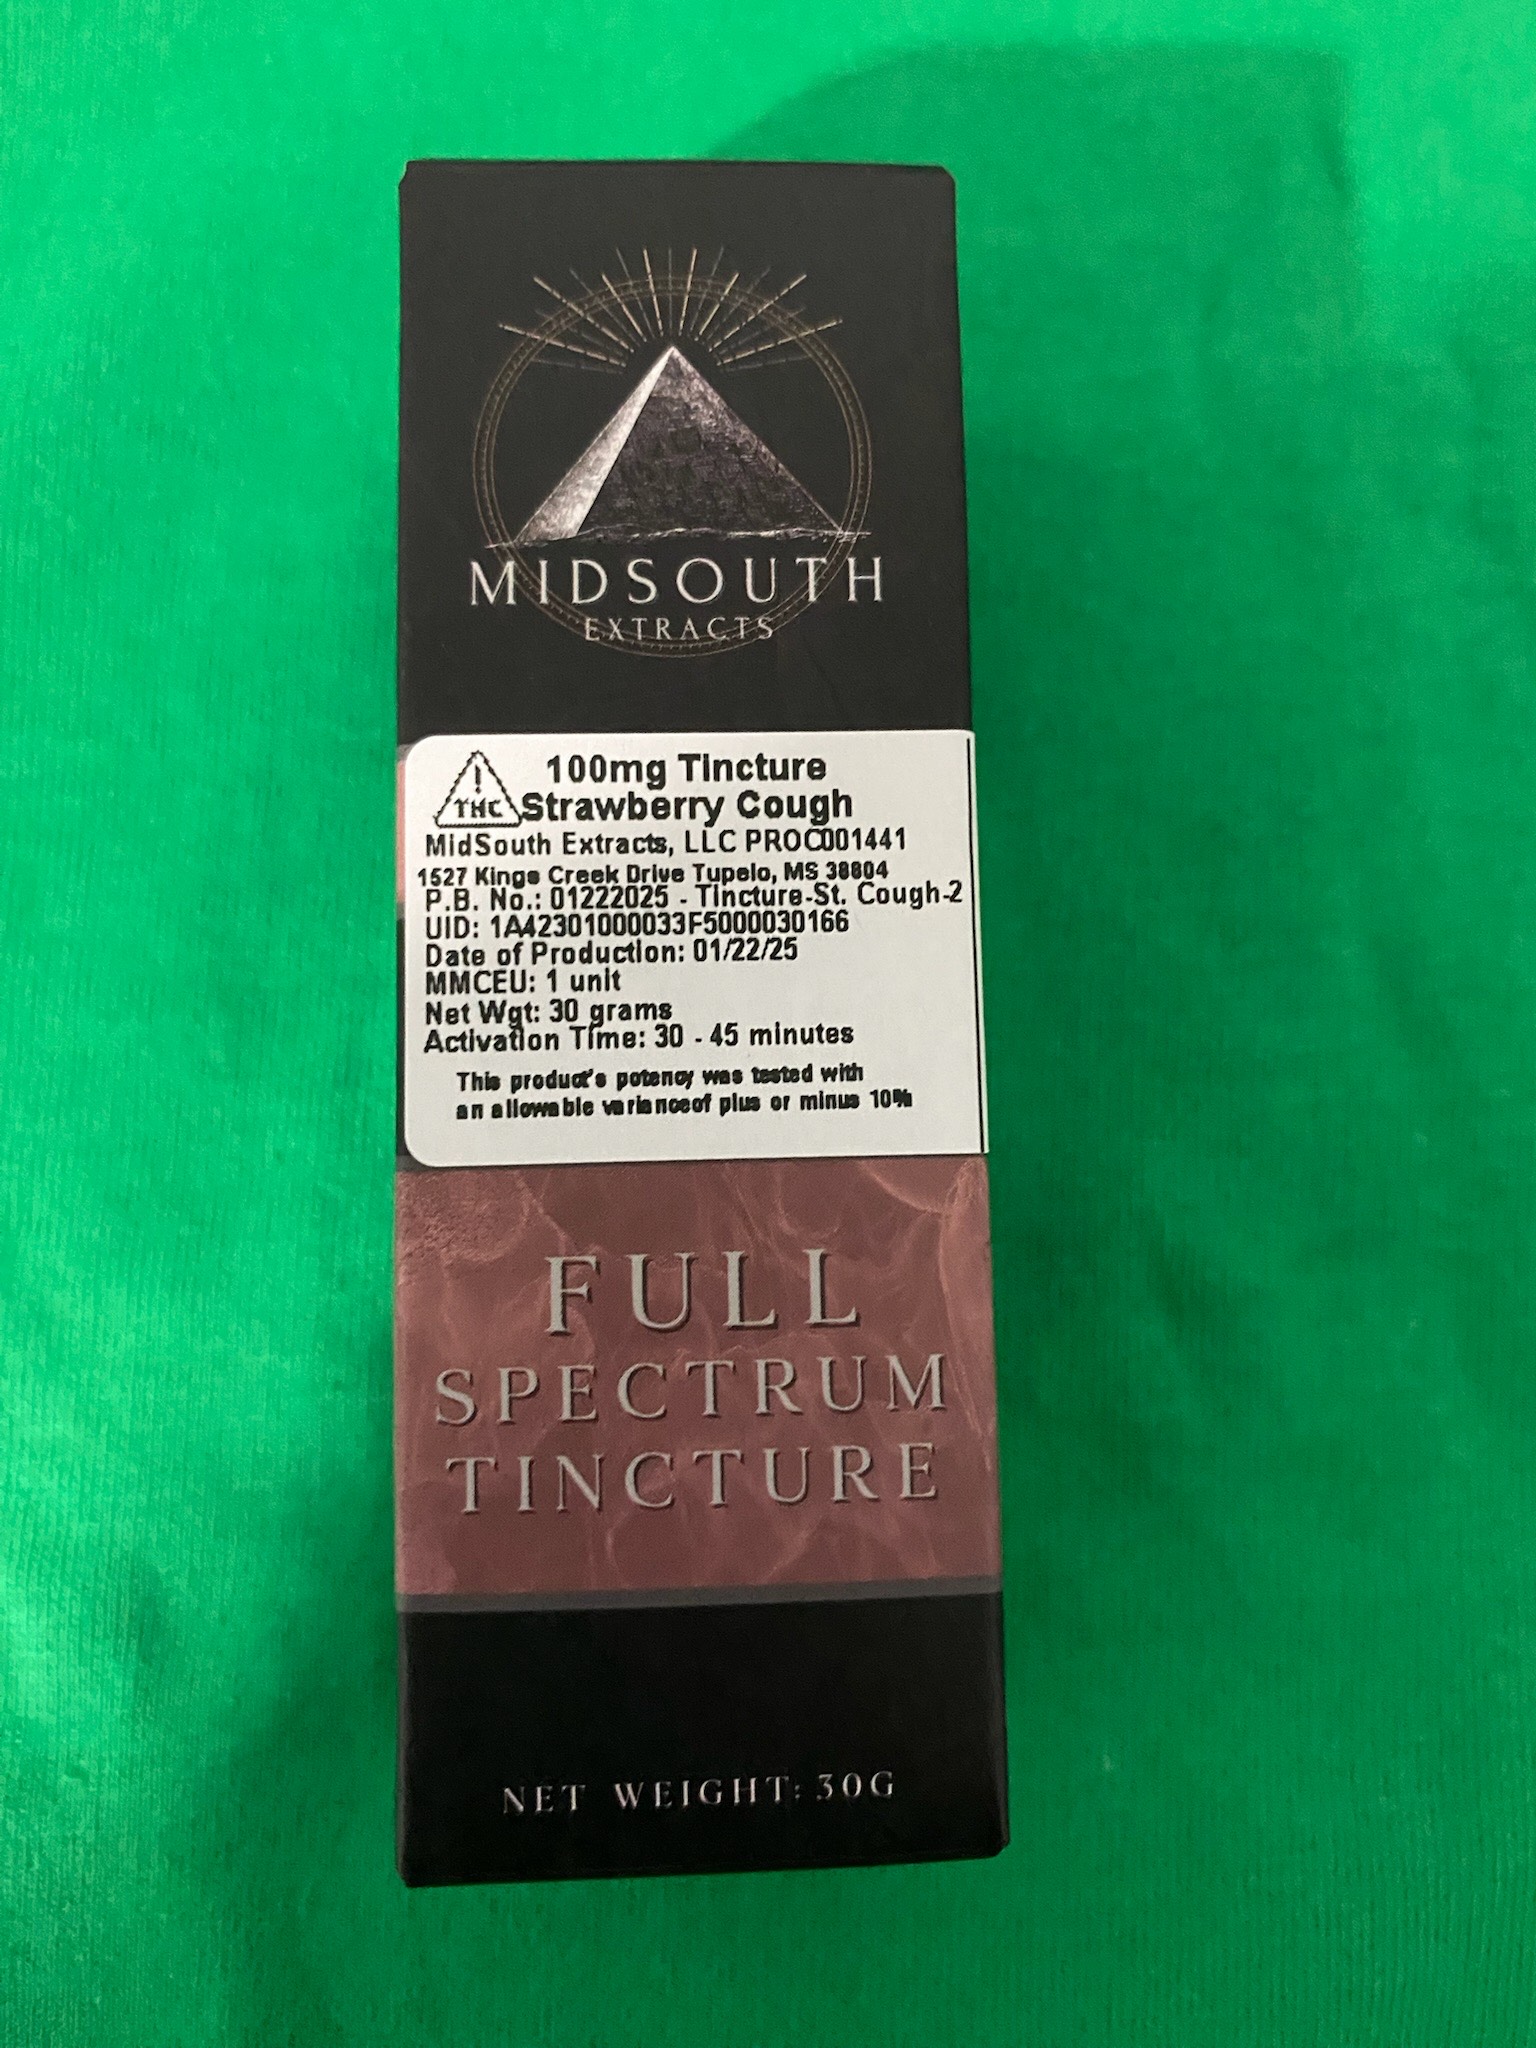 MIDSOUTH
EXTRACTS
!
THC
100mg Tincture
Strawberry Cough
MidSouth Extracts, LLC PROC001441
1527 Kings Creek Drive Tupelo, MS 38804
P.B. No.: 01222025 - Tincture-St. Cough-2
UID: 1A42301000033F5000030166
Date of Production: 01/22/25
MMCEU: 1 unit
Net Wgt: 30 grams
Activation Time: 30 - 45 minutes
This product's potency was tested with
an allowable varianceof plus or minus 10%
FULL
SPECTRUM
TINCTURE
NET WEIGHT: 30G